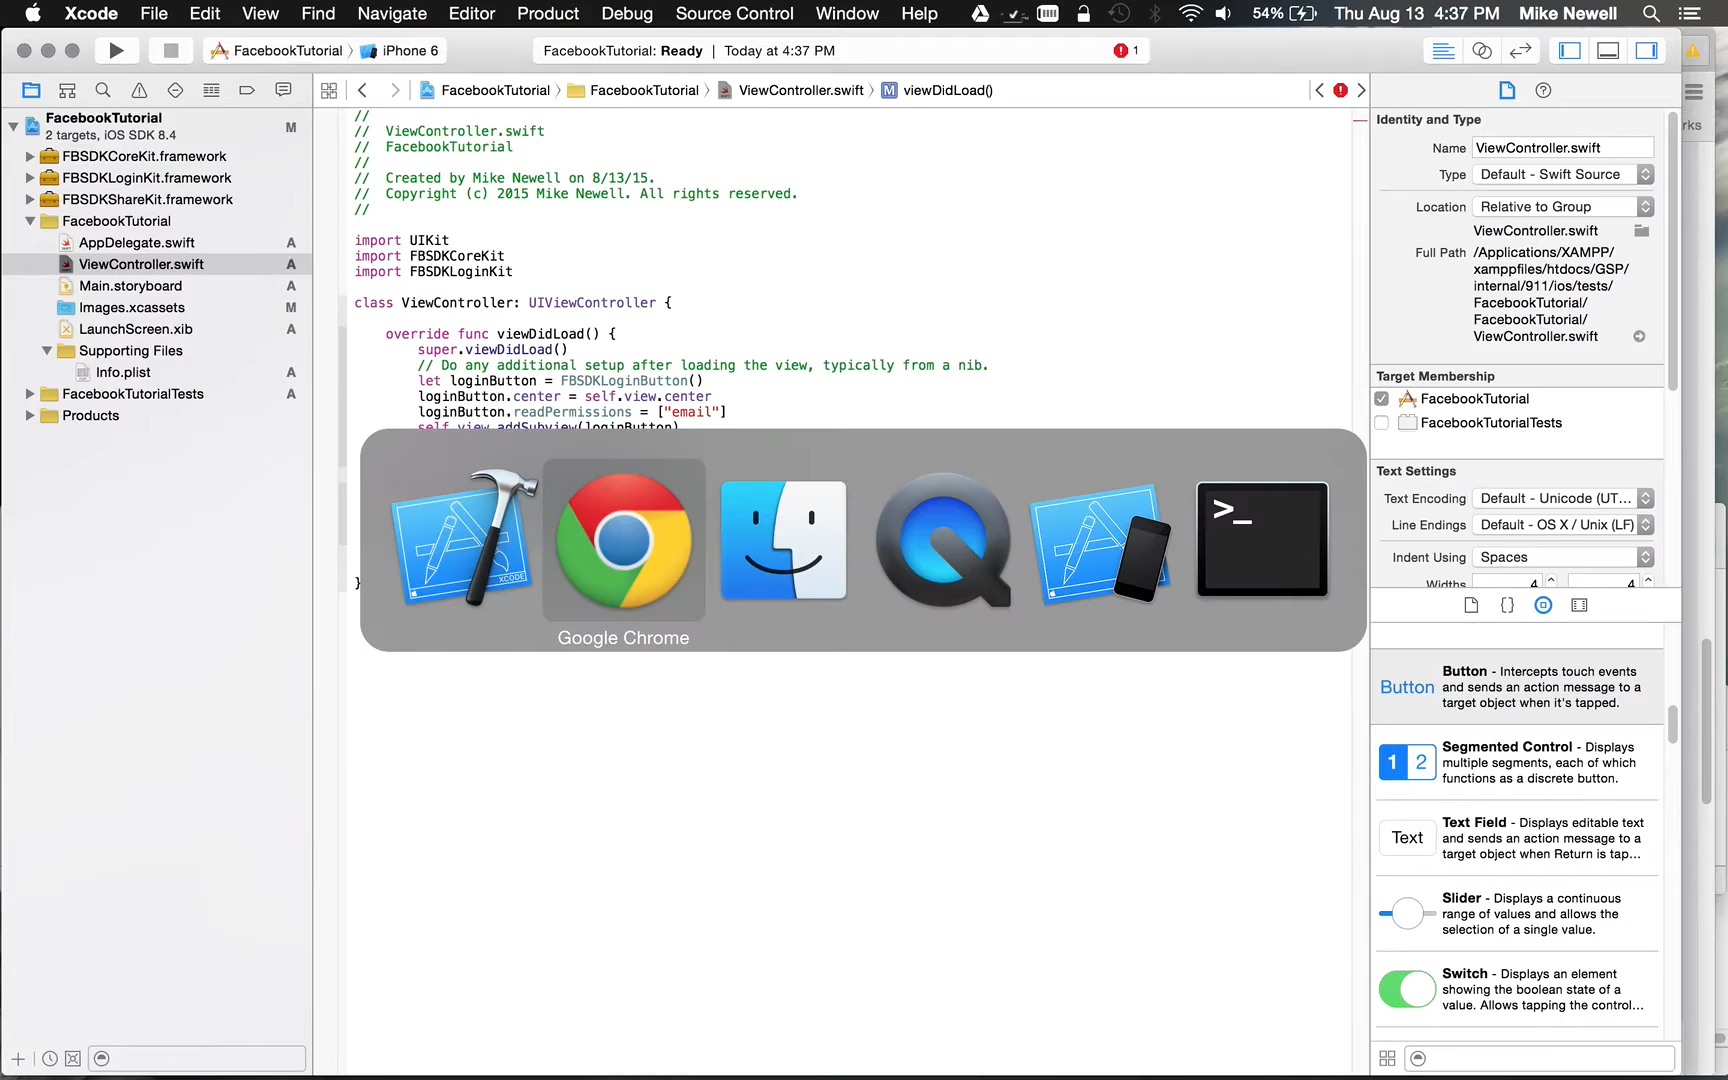 Xcode File Edit View Find Navigate Editor Product Debug Source Control Window Help 54% Thu Aug 13 4:37 PM Mike Newell
FacebookTutorial iPhone 6 FacebookTutorial: Ready | Today at 4:37 PM 1
FacebookTutorial FacebookTutorial ViewController.swift M viewDidLoad()
rks
FacebookTutorial
2 targets, iOS SDK 8.4 M
FBSDKCoreKit.framework
FBSDKLoginKit.framework
FBSDKShareKit.framework
FacebookTutorial
AppDelegate.swift A
ViewController.swift A
Main.storyboard A
Images.xcassets M
LaunchScreen.xib A
Supporting Files
Info.plist A
FacebookTutorialTests A
Products
//
// ViewController.swift
// FacebookTutorial
//
// Created by Mike Newell on 8/13/15.
// Copyright (c) 2015 Mike Newell. All rights reserved.
//
import UIKit
import FBSDKCoreKit
import FBSDKLoginKit
class ViewController: UIViewController {
override func viewDidLoad() {
super.viewDidLoad()
// Do any additional setup after loading the view, typically from a nib.
let loginButton = FBSDKLoginButton()
loginButton.center = self.view.center
loginButton.readPermissions = ["email"]
self.view.addSubview(loginButton)
}
XCODE
>_
Google Chrome
Identity and Type
Name ViewController.swift
Type Default - Swift Source
Location Relative to Group
ViewController.swift
Full Path /Applications/XAMPP/
xamppfiles/htdocs/GSP/
internal/911/ios/tests/
FacebookTutorial/
FacebookTutorial/
ViewController.swift
Target Membership
FacebookTutorial
FacebookTutorialTests
Text Settings
Text Encoding Default - Unicode (UT...
Line Endings Default - OS X / Unix (LF)
Indent Using Spaces
Widths 4 4
Button Button - Intercepts touch events
and sends an action message to a
target object when it's tapped.
1 2 Segmented Control - Displays
multiple segments, each of which
functions as a discrete button.
Text Text Field - Displays editable text
and sends an action message to a
target object when Return is tap...
Slider - Displays a continuous
range of values and allows the
selection of a single value.
Switch - Displays an element
showing the boolean state of a
value. Allows tapping the control...